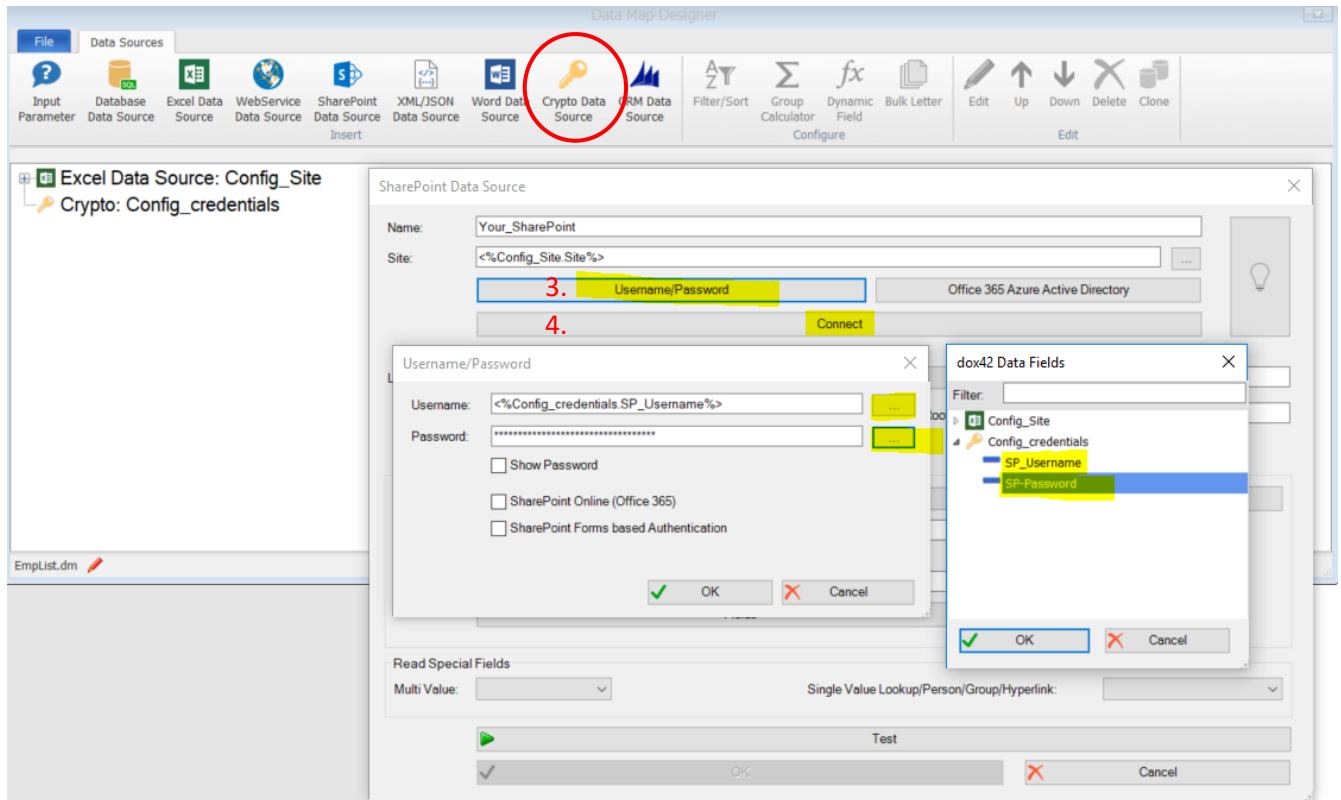 Data Map Designer
File
Data Sources
Input Parameter
Database Data Source
SQL
Excel Data Source
WebService Data Source
SharePoint Data Source
XML/JSON Data Source
Word Data Source
Crypto Data Source
CRM Data Source
Insert
Filter/Sort
Group Calculator
Dynamic Field
Bulk Letter
Configure
Edit
Up
Down
Delete
Clone
Edit
Excel Data Source: Config_Site
Crypto: Config_credentials
SharePoint Data Source
Name:
Your_SharePoint
Site:
<%Config_Site.Site%>
...
3.
Username/Password
Office 365 Azure Active Directory
4.
Connect
Username/Password
Username:
<%Config_credentials.SP_Username%>
...
Password:
***********************************
...
Show Password
SharePoint Online (Office 365)
SharePoint Forms based Authentication
OK
Cancel
dox42 Data Fields
Filter:
Config_Site
Config_credentials
SP_Username
SP-Password
OK
Cancel
EmpList.dm
Read Special Fields
Multi Value:
Single Value Lookup/Person/Group/Hyperlink:
Test
OK
Cancel